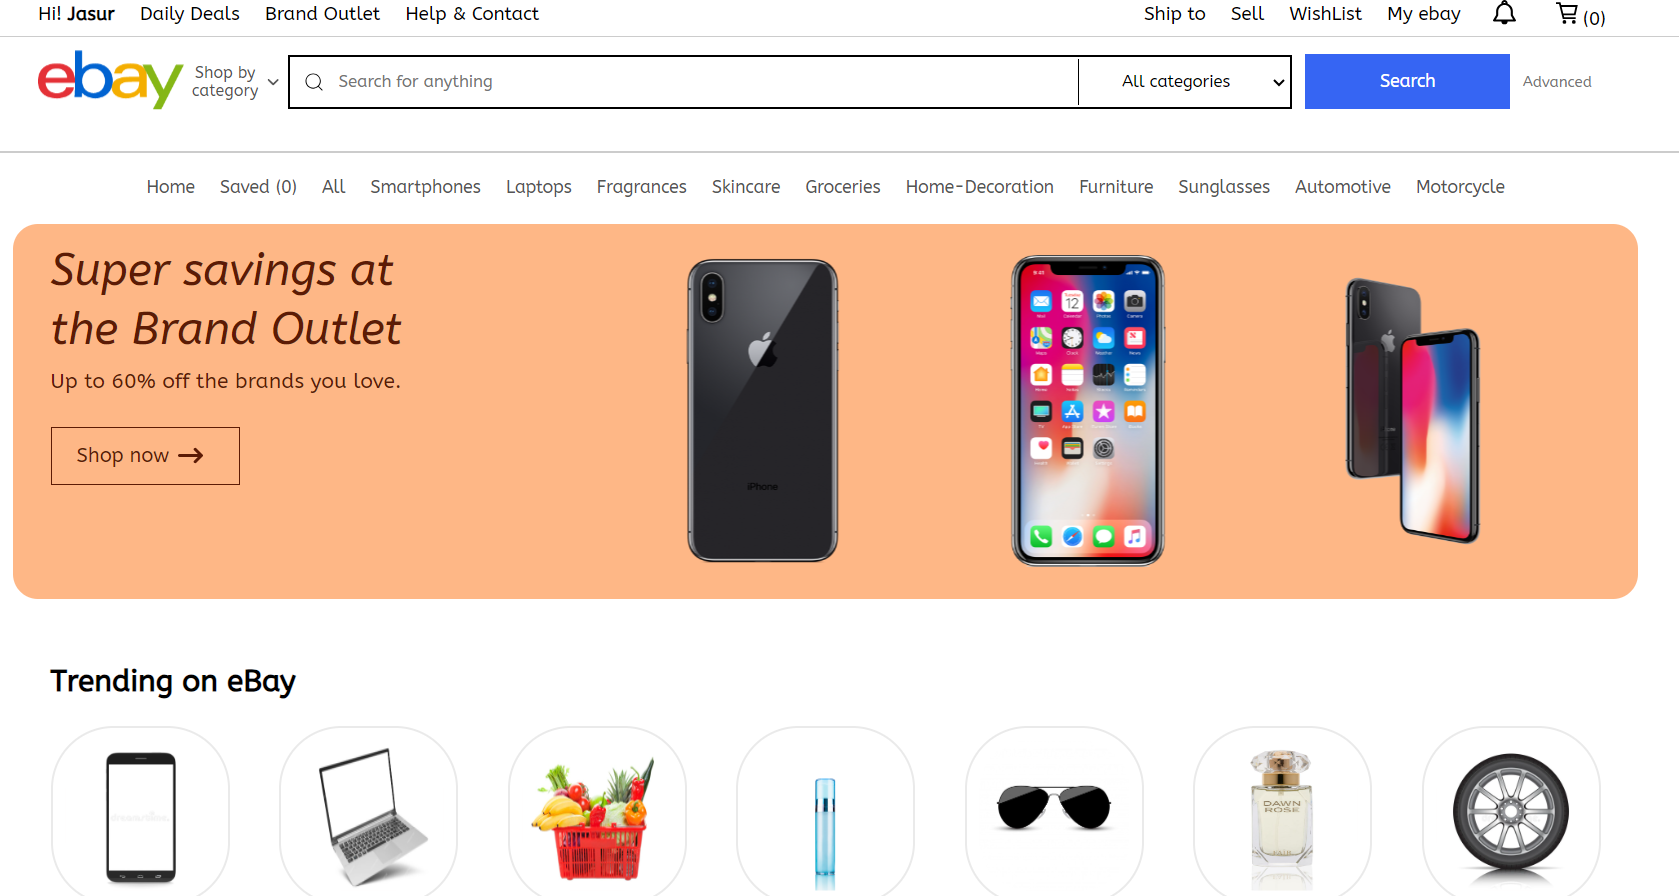 Hi! Jasur Daily Deals Brand Outlet Help & Contact Ship to Sell WishList My ebay (0)
ebay
Shop by
category
Search for anything
All categories
Search
Advanced
Home Saved (0) All Smartphones Laptops Fragrances Skincare Groceries Home-Decoration Furniture Sunglasses Automotive Motorcycle
Super savings at
the Brand Outlet
Up to 60% off the brands you love.
Shop now
iPhone
Trending on eBay
DAWN
ROSE